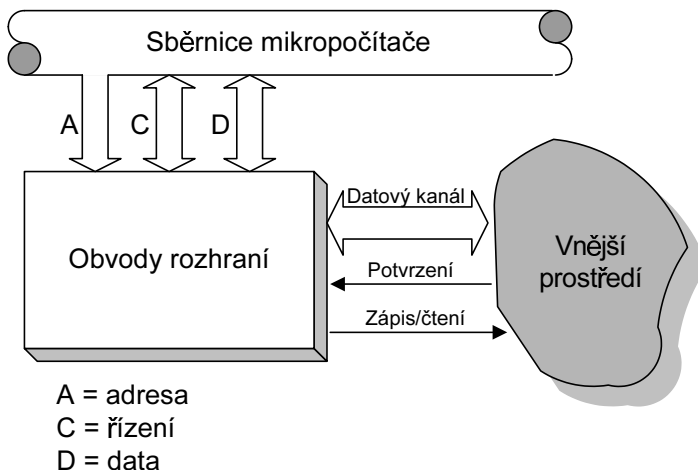 Sběrnice mikropočítače
A
C
D
Datový kanál
Obvody rozhraní
Vnější
prostředí
Potvrzení
Zápis/čtení
A = adresa
C = řízení
D = data